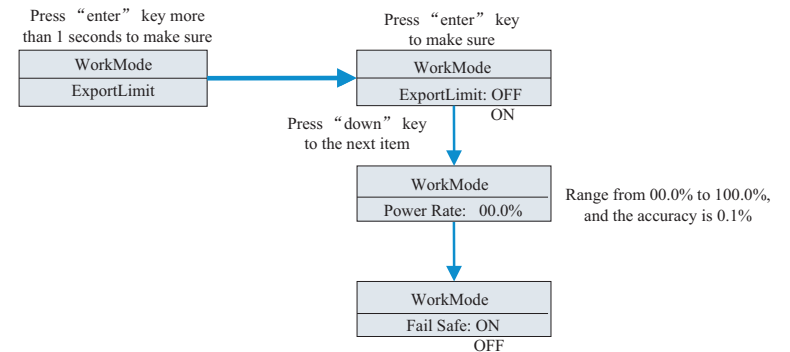 Press “enter” key more
than 1 seconds to make sure
WorkMode
ExportLimit
Press “enter” key
to make sure
WorkMode
ExportLimit: OFF
ON
Press “down” key
to the next item
WorkMode
Power Rate: 00.0%
Range from 00.0% to 100.0%,
and the accuracy is 0.1%
WorkMode
Fail Safe: ON
OFF